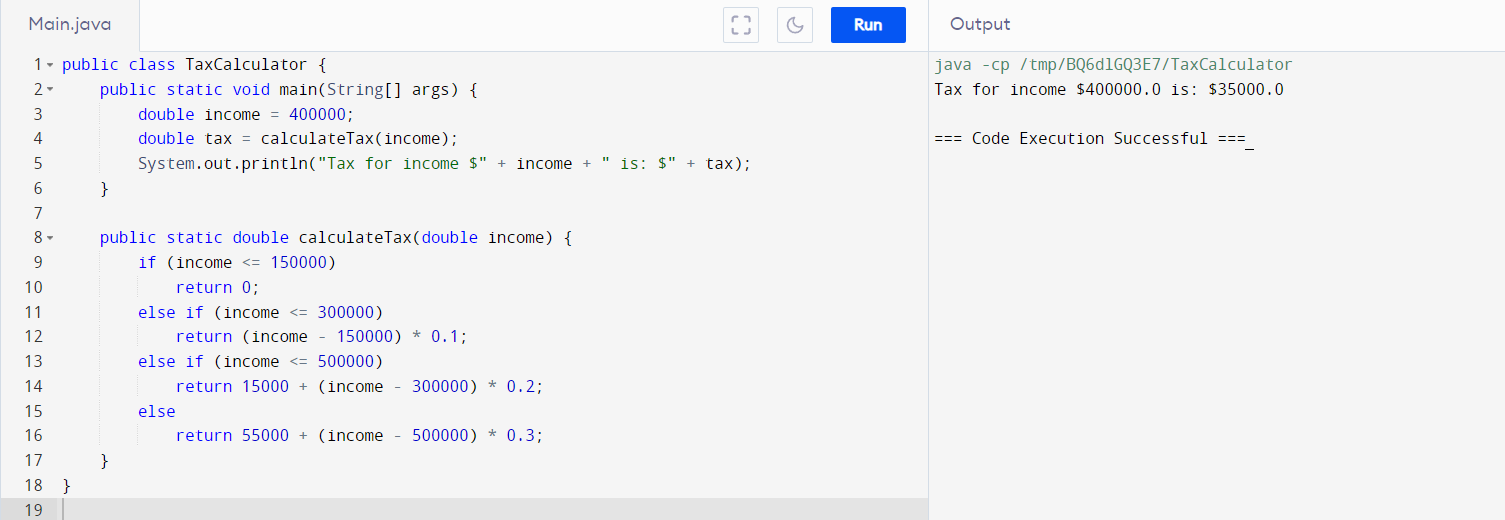 Main.java
Run
Output
1 public class TaxCalculator {
2     public static void main(String[] args) {
3         double income = 400000;
4         double tax = calculateTax(income);
5         System.out.println("Tax for income $" + income + " is: $" + tax);
6     }
7
8     public static double calculateTax(double income) {
9         if (income <= 150000)
10             return 0;
11         else if (income <= 300000)
12             return (income - 150000) * 0.1;
13         else if (income <= 500000)
14             return 15000 + (income - 300000) * 0.2;
15         else
16             return 55000 + (income - 500000) * 0.3;
17     }
18 }
19
java -cp /tmp/BQ6dlGQ3E7/TaxCalculator
Tax for income $400000.0 is: $35000.0
=== Code Execution Successful ===